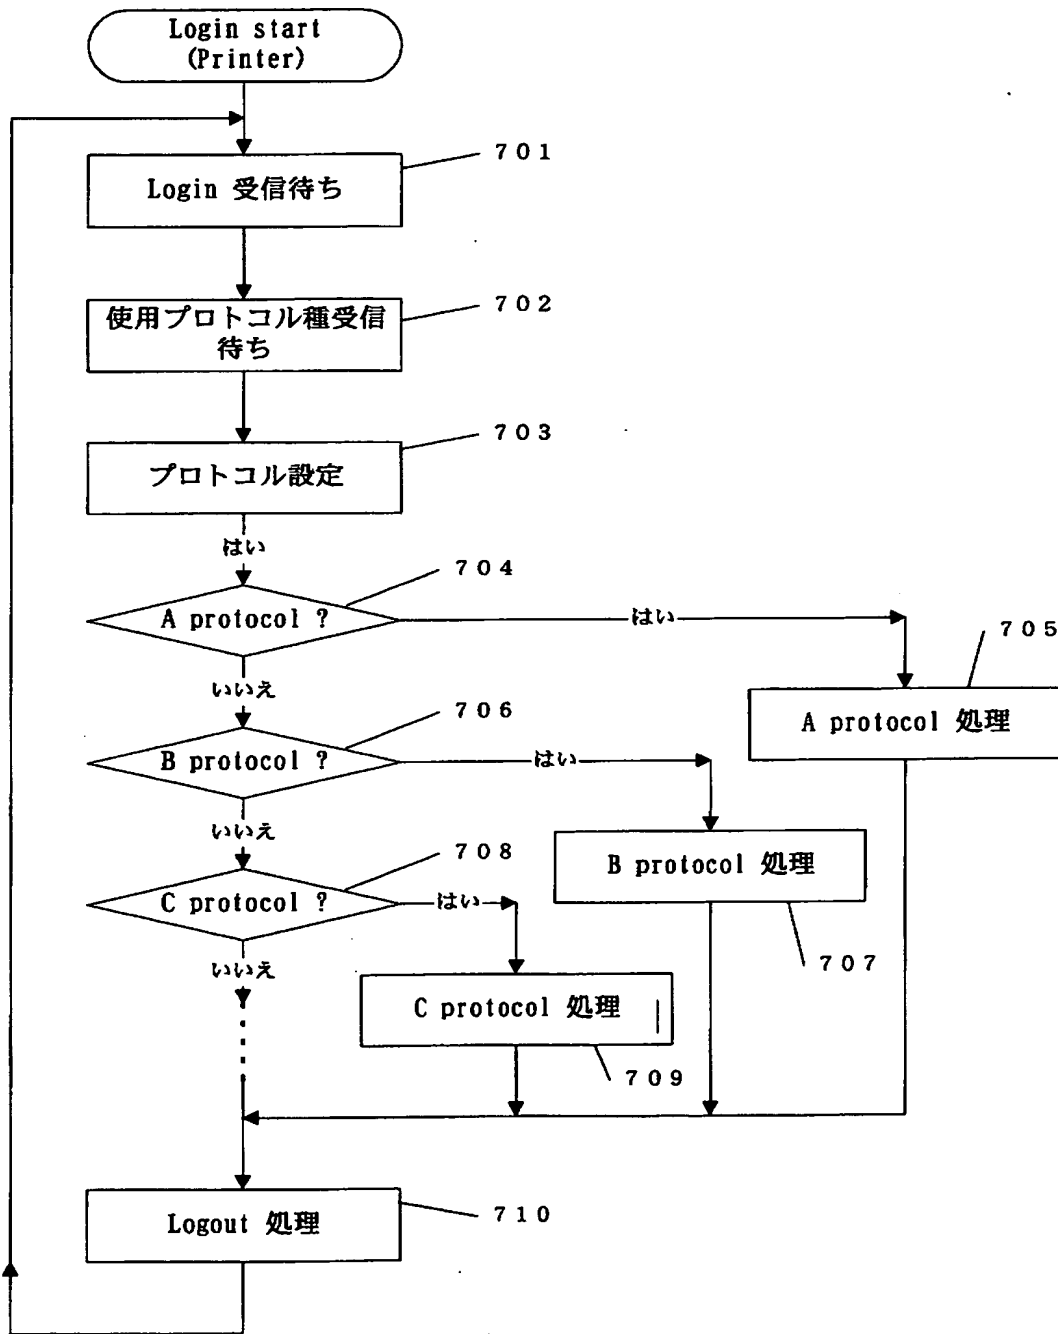 Login start
(Printer)
701
Login 受信待ち
702
使用プロトコル種受信
待ち
703
プロトコル設定
はい
704
A protocol ?
はい
705
A protocol 処理
いいえ
706
B protocol ?
はい
B protocol 処理
707
いいえ
708
C protocol ?
はい
いいえ
C protocol 処理
709
Logout 処理
710